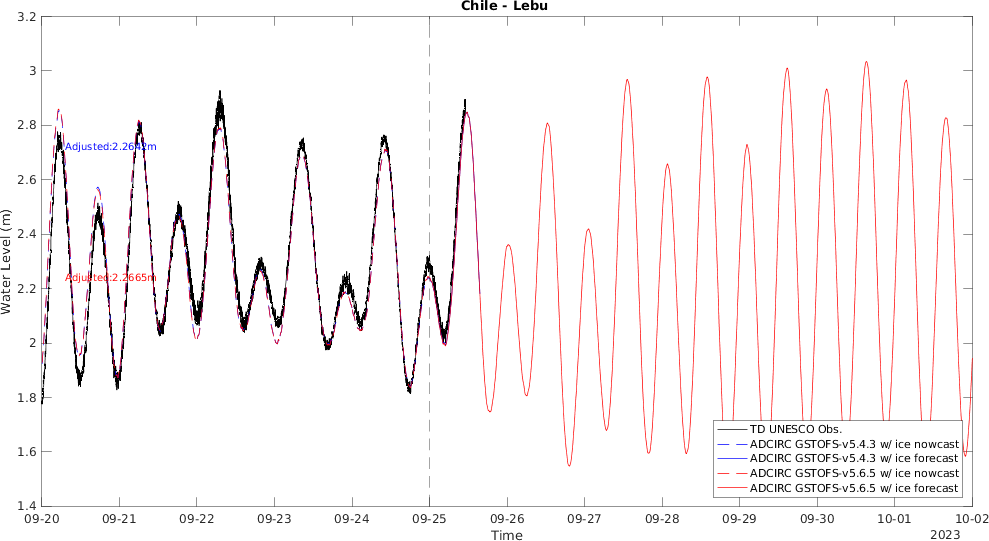 Chile - Lebu
3.2
3
2.8
2.6
2.4
2.2
2
1.8
1.6
1.4
Water Level (m)
Adjusted:2.2642m
Adjusted:2.2665m
TD UNESCO Obs.
ADCIRC GSTOFS-v5.4.3 w/ ice nowcast
ADCIRC GSTOFS-v5.4.3 w/ ice forecast
ADCIRC GSTOFS-v5.6.5 w/ ice nowcast
ADCIRC GSTOFS-v5.6.5 w/ ice forecast
09-20 09-21 09-22 09-23 09-24 09-25 09-26 09-27 09-28 09-29 09-30 10-01 10-02
Time
2023